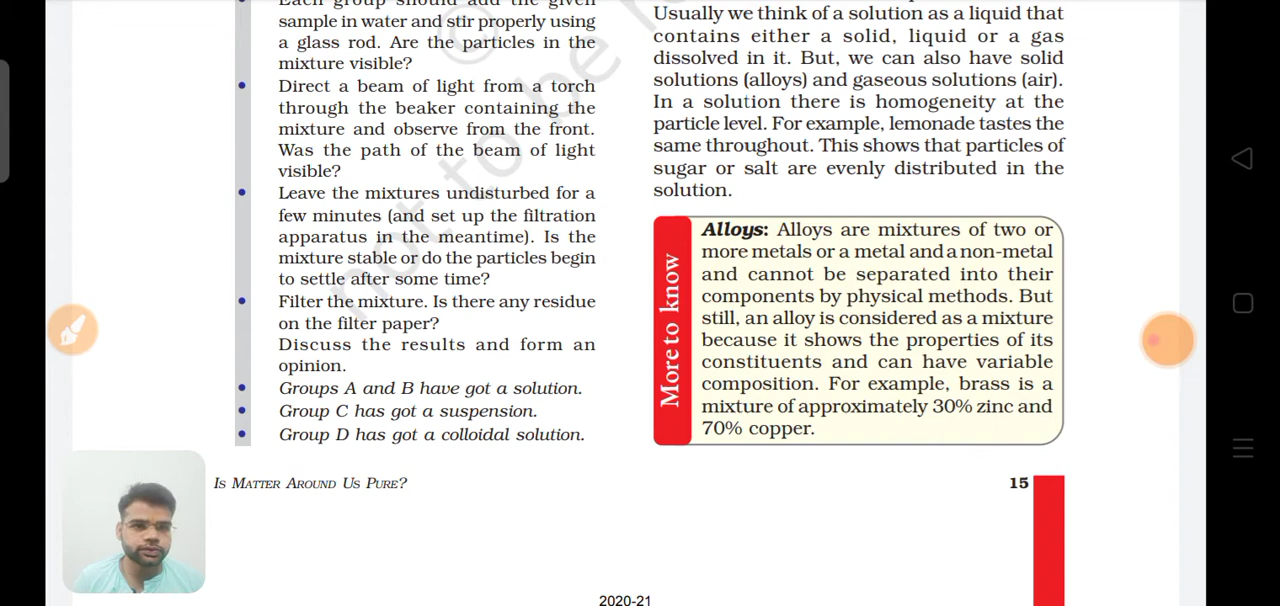 Each group should add the given
sample in water and stir properly using
a glass rod. Are the particles in the
mixture visible?
• Direct a beam of light from a torch
through the beaker containing the
mixture and observe from the front.
Was the path of the beam of light
visible?
• Leave the mixtures undisturbed for a
few minutes (and set up the filtration
apparatus in the meantime). Is the
mixture stable or do the particles begin
to settle after some time?
• Filter the mixture. Is there any residue
on the filter paper?
Discuss the results and form an
opinion.
• Groups A and B have got a solution.
• Group C has got a suspension.
• Group D has got a colloidal solution.
Usually we think of a solution as a liquid that
contains either a solid, liquid or a gas
dissolved in it. But, we can also have solid
solutions (alloys) and gaseous solutions (air).
In a solution there is homogeneity at the
particle level. For example, lemonade tastes the
same throughout. This shows that particles of
sugar or salt are evenly distributed in the
solution.
More to know
Alloys: Alloys are mixtures of two or
more metals or a metal and a non-metal
and cannot be separated into their
components by physical methods. But
still, an alloy is considered as a mixture
because it shows the properties of its
constituents and can have variable
composition. For example, brass is a
mixture of approximately 30% zinc and
70% copper.
IS MATTER AROUND US PURE?
15
2020-21
©
not to be